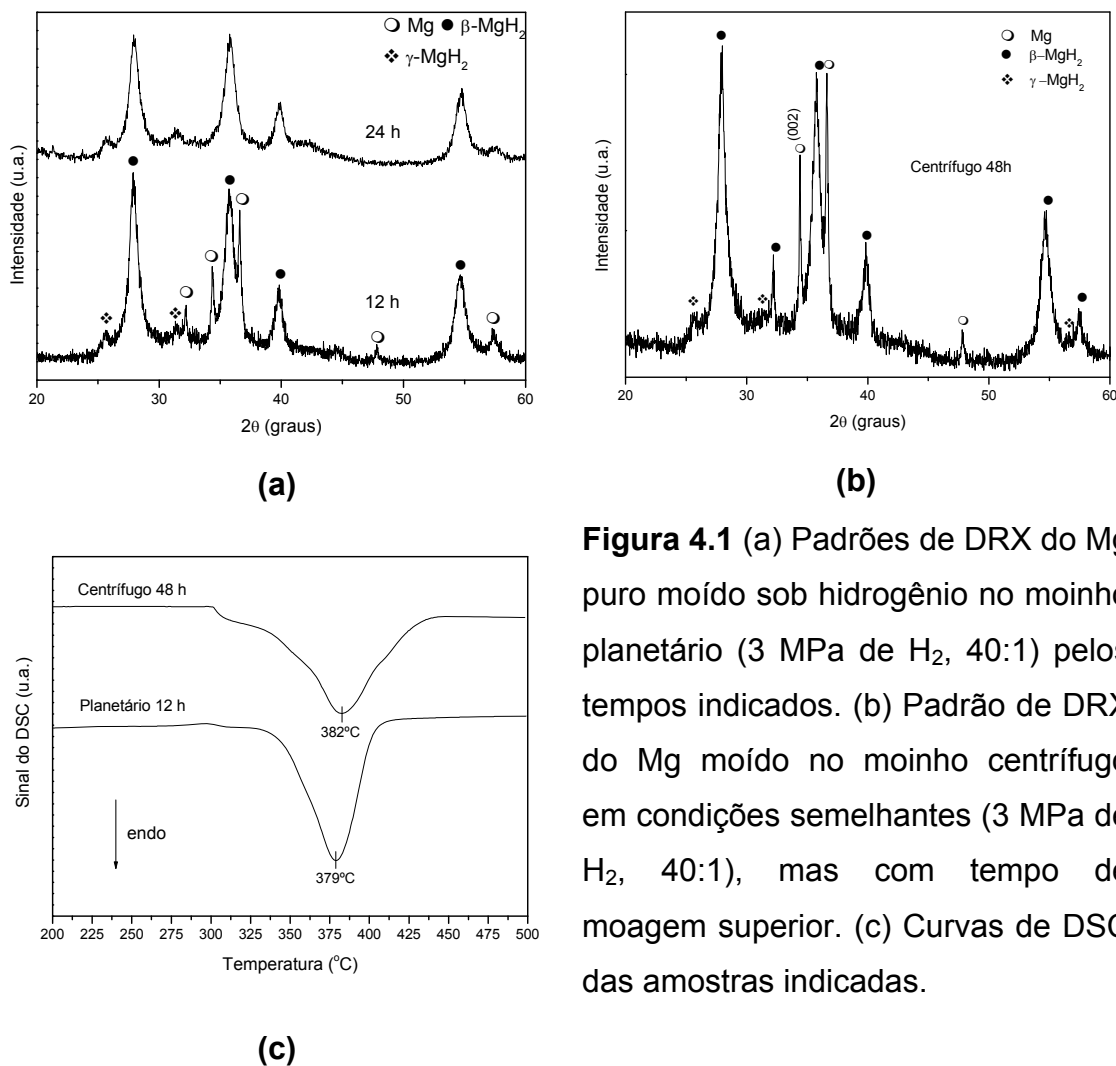 Mg β-MgH2
γ-MgH2
24 h
12 h
Intensidade (u.a.)
20 30 40 50 60
2θ (graus)
(a)
Mg
β–MgH2
γ –MgH2
(002)
Centrífugo 48h
Intensidade (u.a.)
20 30 40 50 60
2θ (graus)
(b)
Centrífugo 48 h
Planetário 12 h
382ºC
379ºC
endo
Sinal do DSC (u.a.)
200 225 250 275 300 325 350 375 400 425 450 475 500
Temperatura (°C)
(c)
Figura 4.1 (a) Padrões de DRX do Mg
puro moído sob hidrogênio no moinho
planetário (3 MPa de H2, 40:1) pelos
tempos indicados. (b) Padrão de DRX
do Mg moído no moinho centrífugo
em condições semelhantes (3 MPa de
H2, 40:1), mas com tempo de
moagem superior. (c) Curvas de DSC
das amostras indicadas.